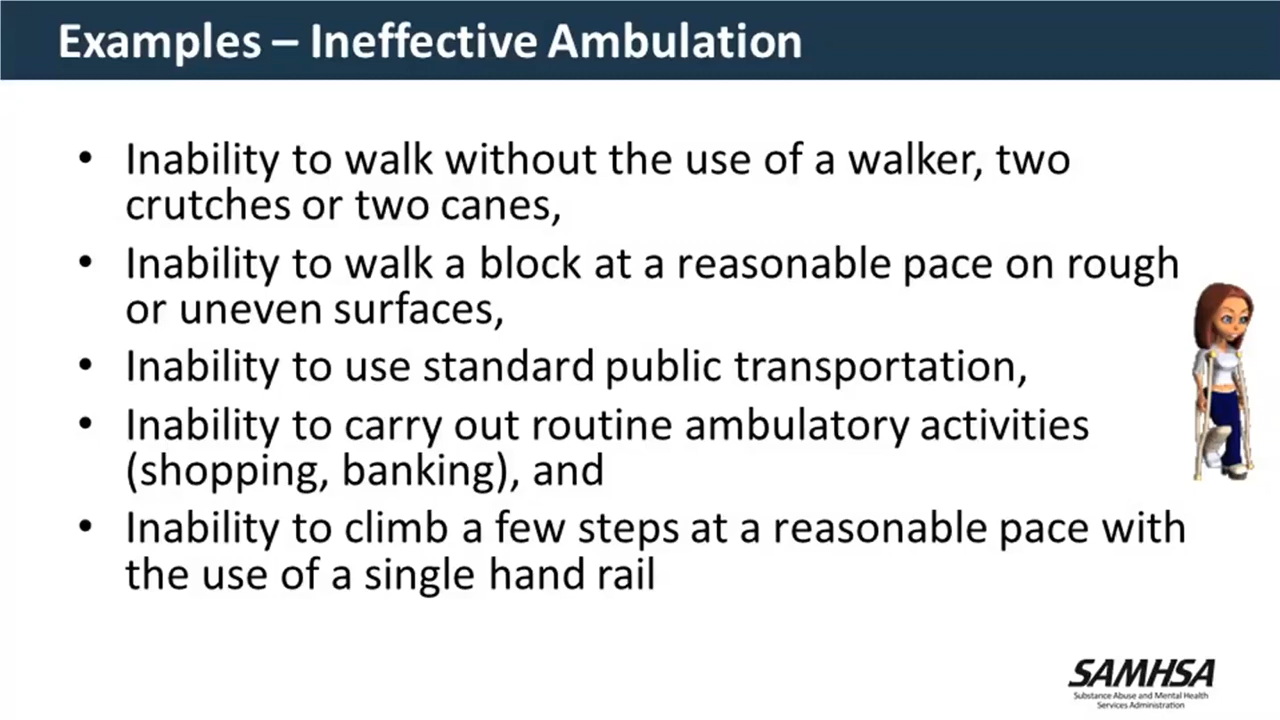 Examples – Ineffective Ambulation
• Inability to walk without the use of a walker, two
crutches or two canes,
• Inability to walk a block at a reasonable pace on rough
or uneven surfaces,
• Inability to use standard public transportation,
• Inability to carry out routine ambulatory activities
(shopping, banking), and
• Inability to climb a few steps at a reasonable pace with
the use of a single hand rail
SAMHSA
Substance Abuse and Mental Health
Services Administration